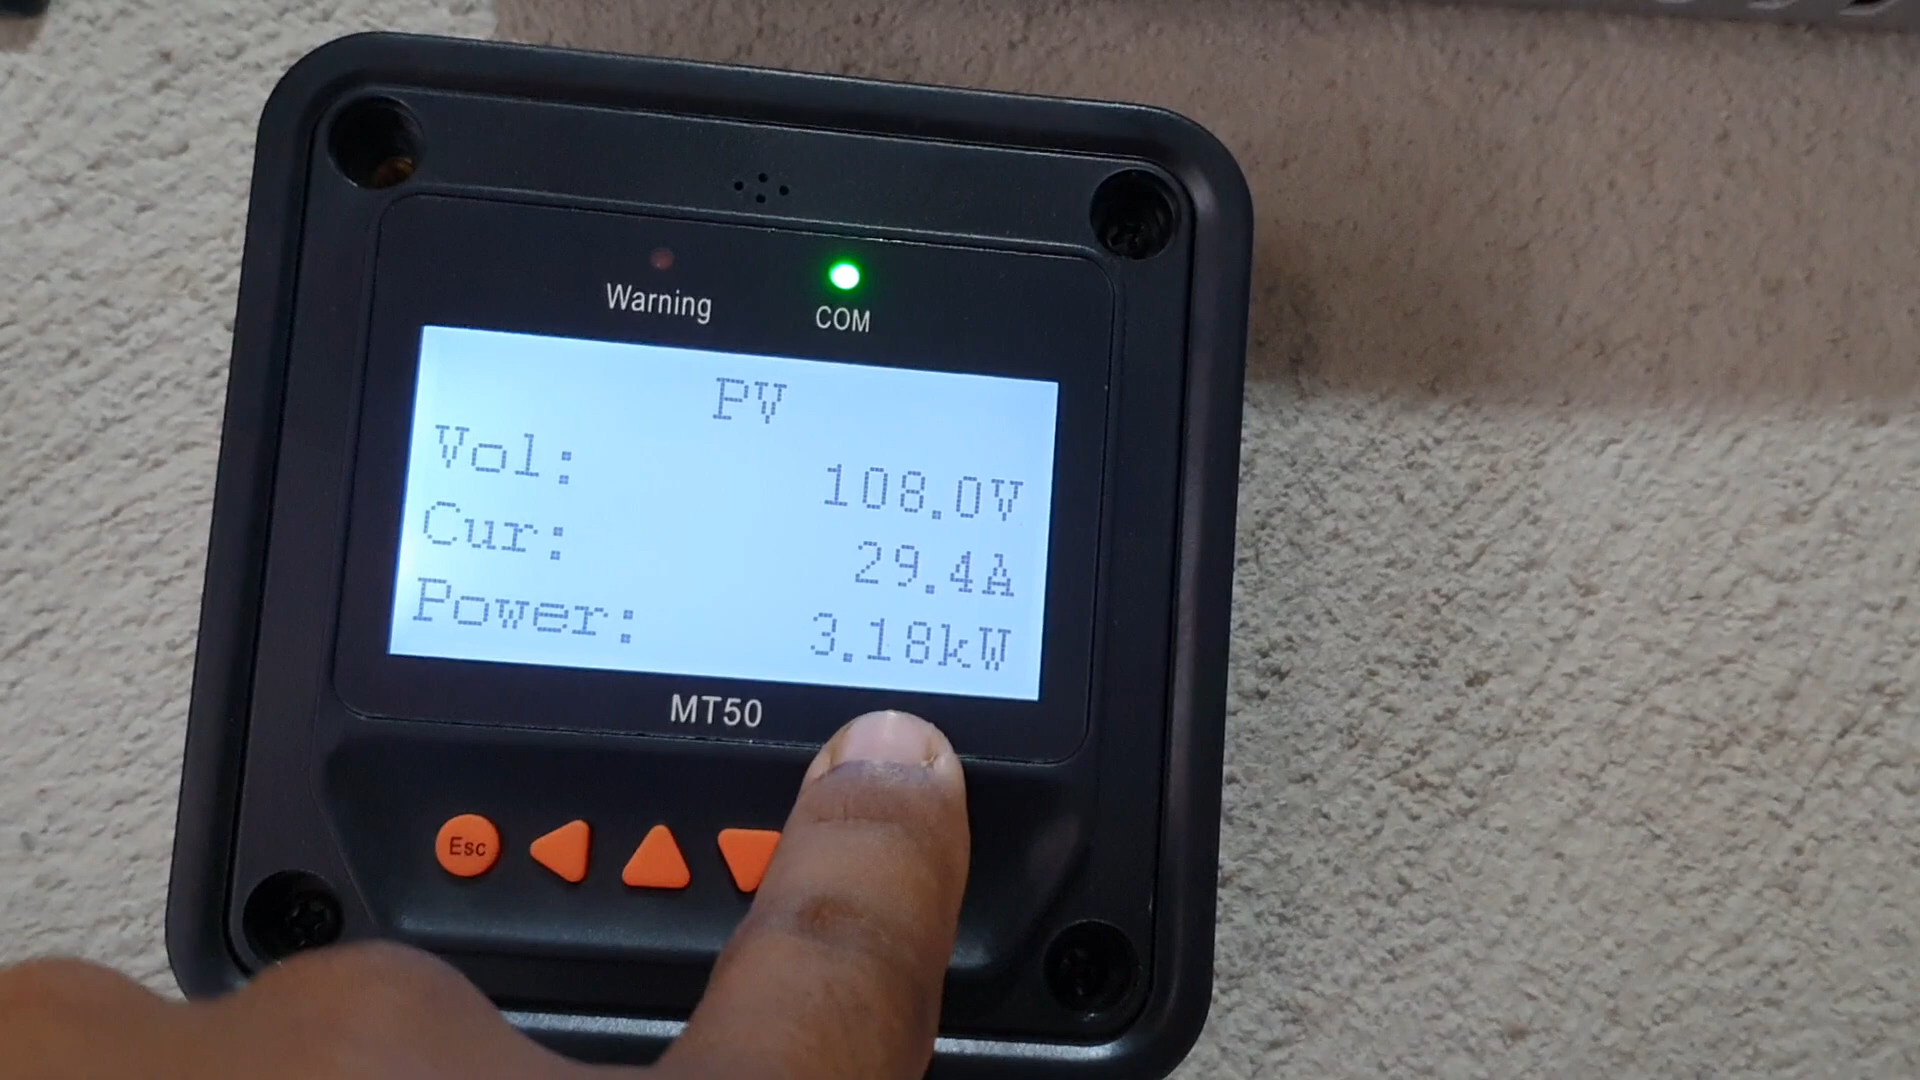 Warning
COM
PV
Vol: 108.0V
Cur: 29.4A
Power: 3.18kW
MT50
Esc